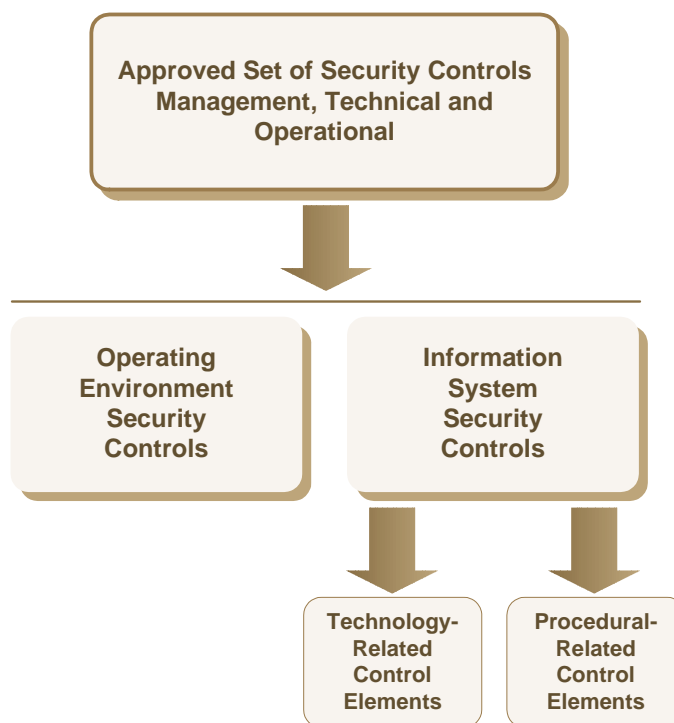 Approved Set of Security Controls
Management, Technical and
Operational
Operating
Environment
Security
Controls
Information
System
Security
Controls
Technology-
Related
Control
Elements
Procedural-
Related
Control
Elements